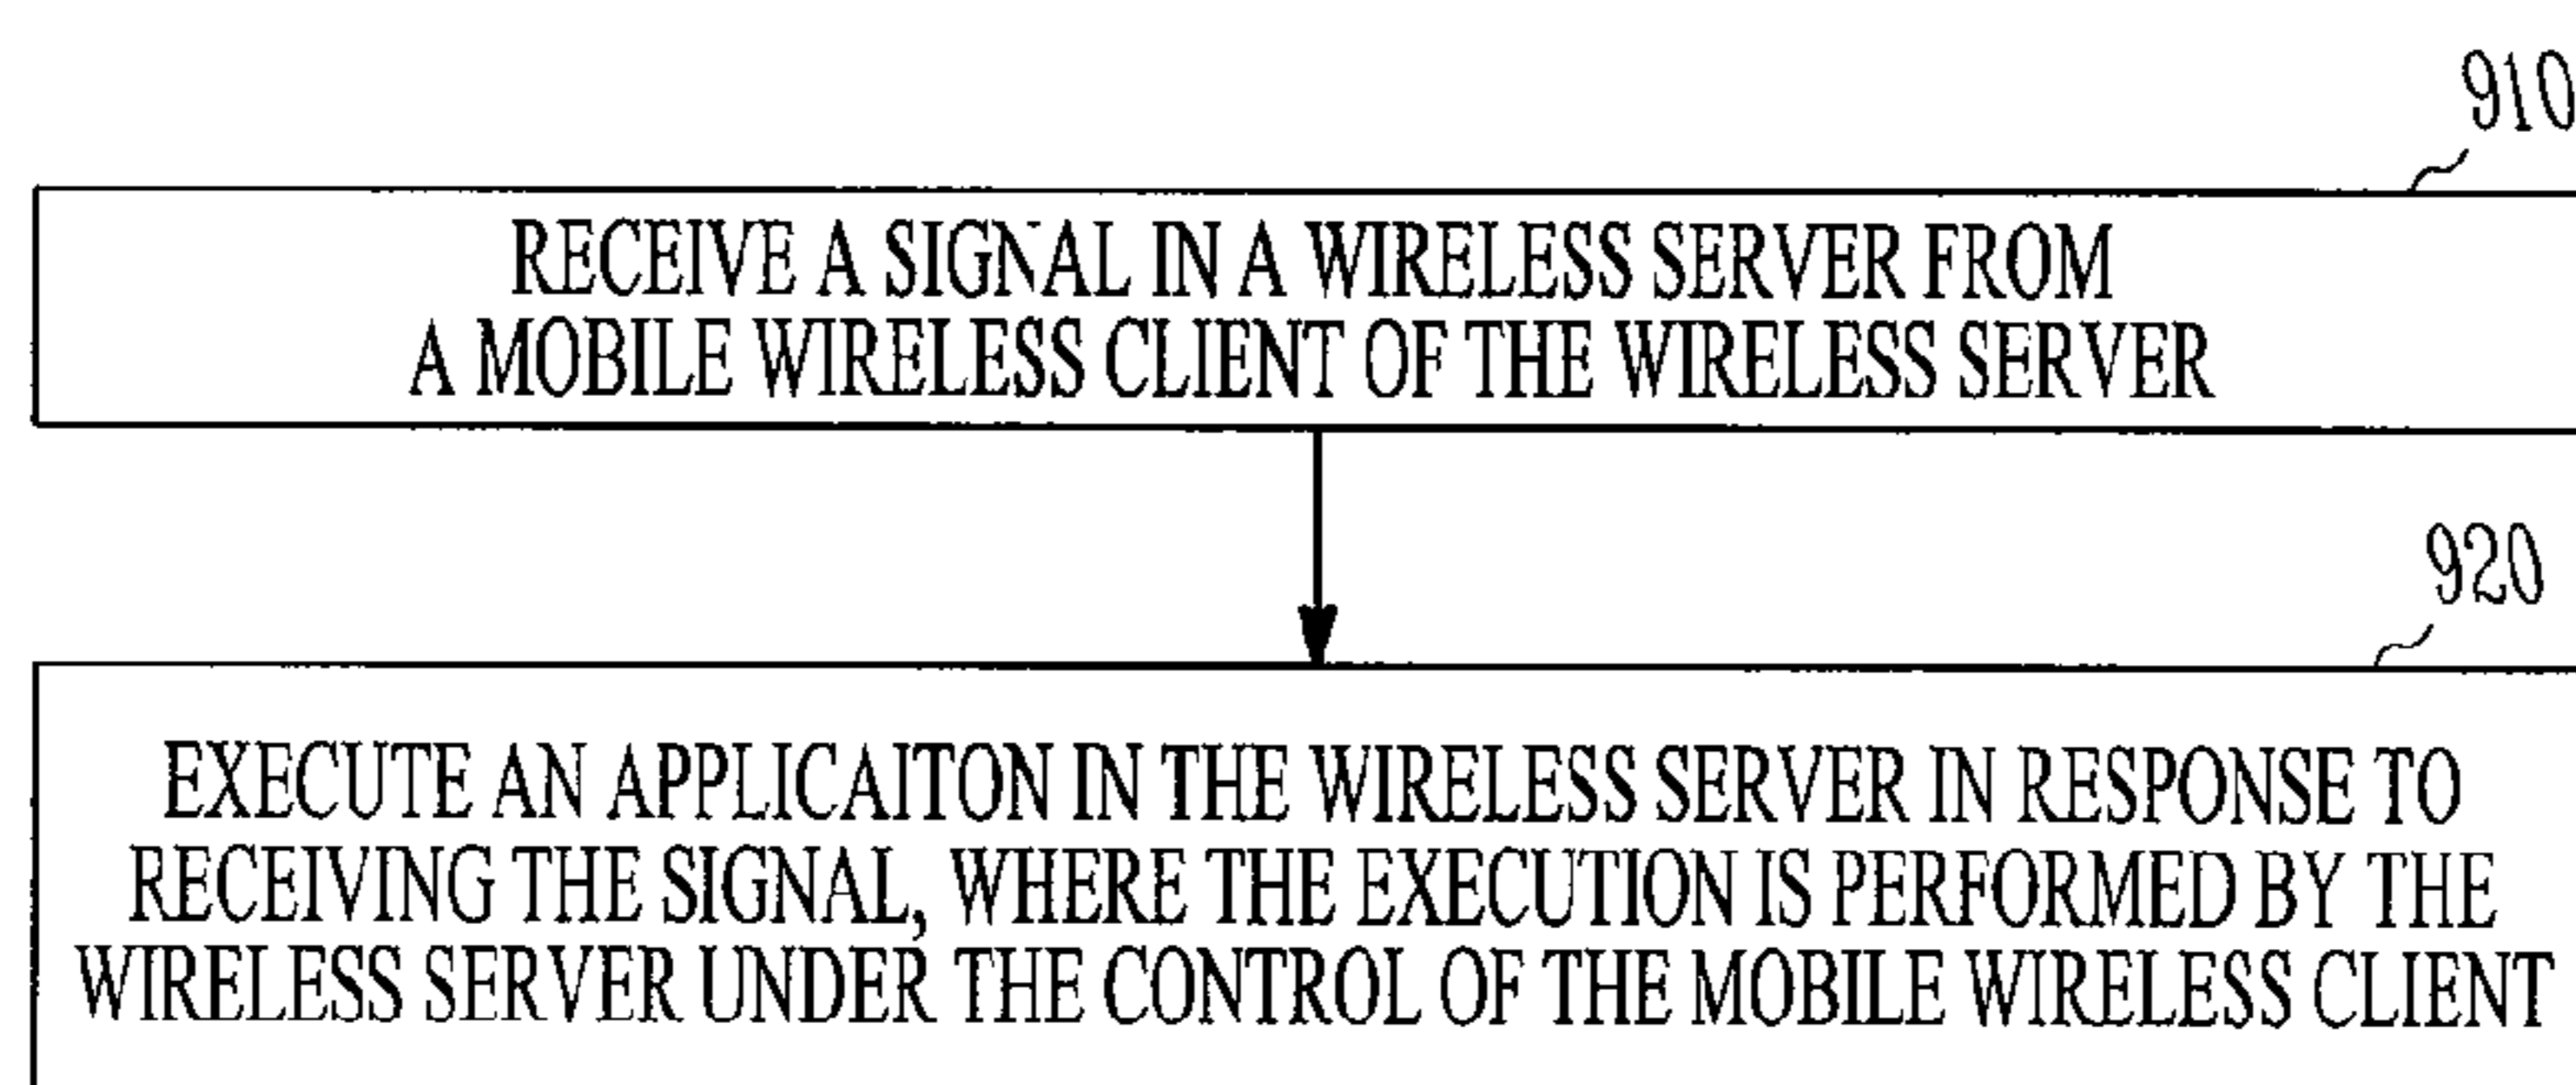 910
RECEIVE A SIGNAL IN A WIRELESS SERVER FROM
A MOBILE WIRELESS CLIENT OF THE WIRELESS SERVER
920
EXECUTE AN APPLICAITON IN THE WIRELESS SERVER IN RESPONSE TO
RECEIVING THE SIGNAL, WHERE THE EXECUTION IS PERFORMED BY THE
WIRELESS SERVER UNDER THE CONTROL OF THE MOBILE WIRELESS CLIENT